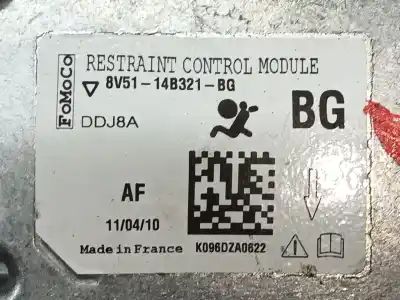 FoMoCo
RESTRAINT CONTROL MODULE
8V51-14B321-BG
DDJ8A
BG
AF
11/04/10
Made in France
K096DZA0622